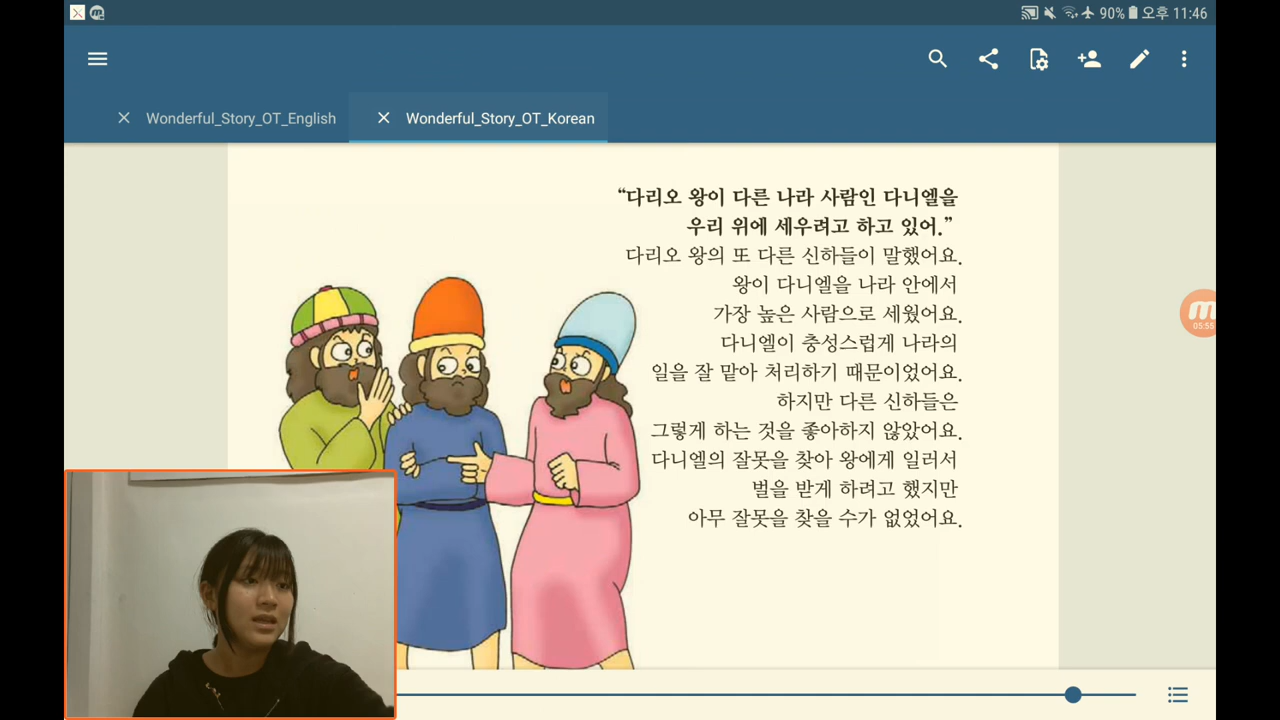 90% 오후 11:46
Wonderful_Story_OT_English
Wonderful_Story_OT_Korean
“다리오 왕이 다른 나라 사람인 다니엘을
우리 위에 세우려고 하고 있어.”
다리오 왕의 또 다른 신하들이 말했어요.
왕이 다니엘을 나라 안에서
가장 높은 사람으로 세웠어요.
다니엘이 충성스럽게 나라의
일을 잘 맡아 처리하기 때문이었어요.
하지만 다른 신하들은
그렇게 하는 것을 좋아하지 않았어요.
다니엘의 잘못을 찾아 왕에게 일러서
벌을 받게 하려고 했지만
아무 잘못을 찾을 수가 없었어요.
05:55